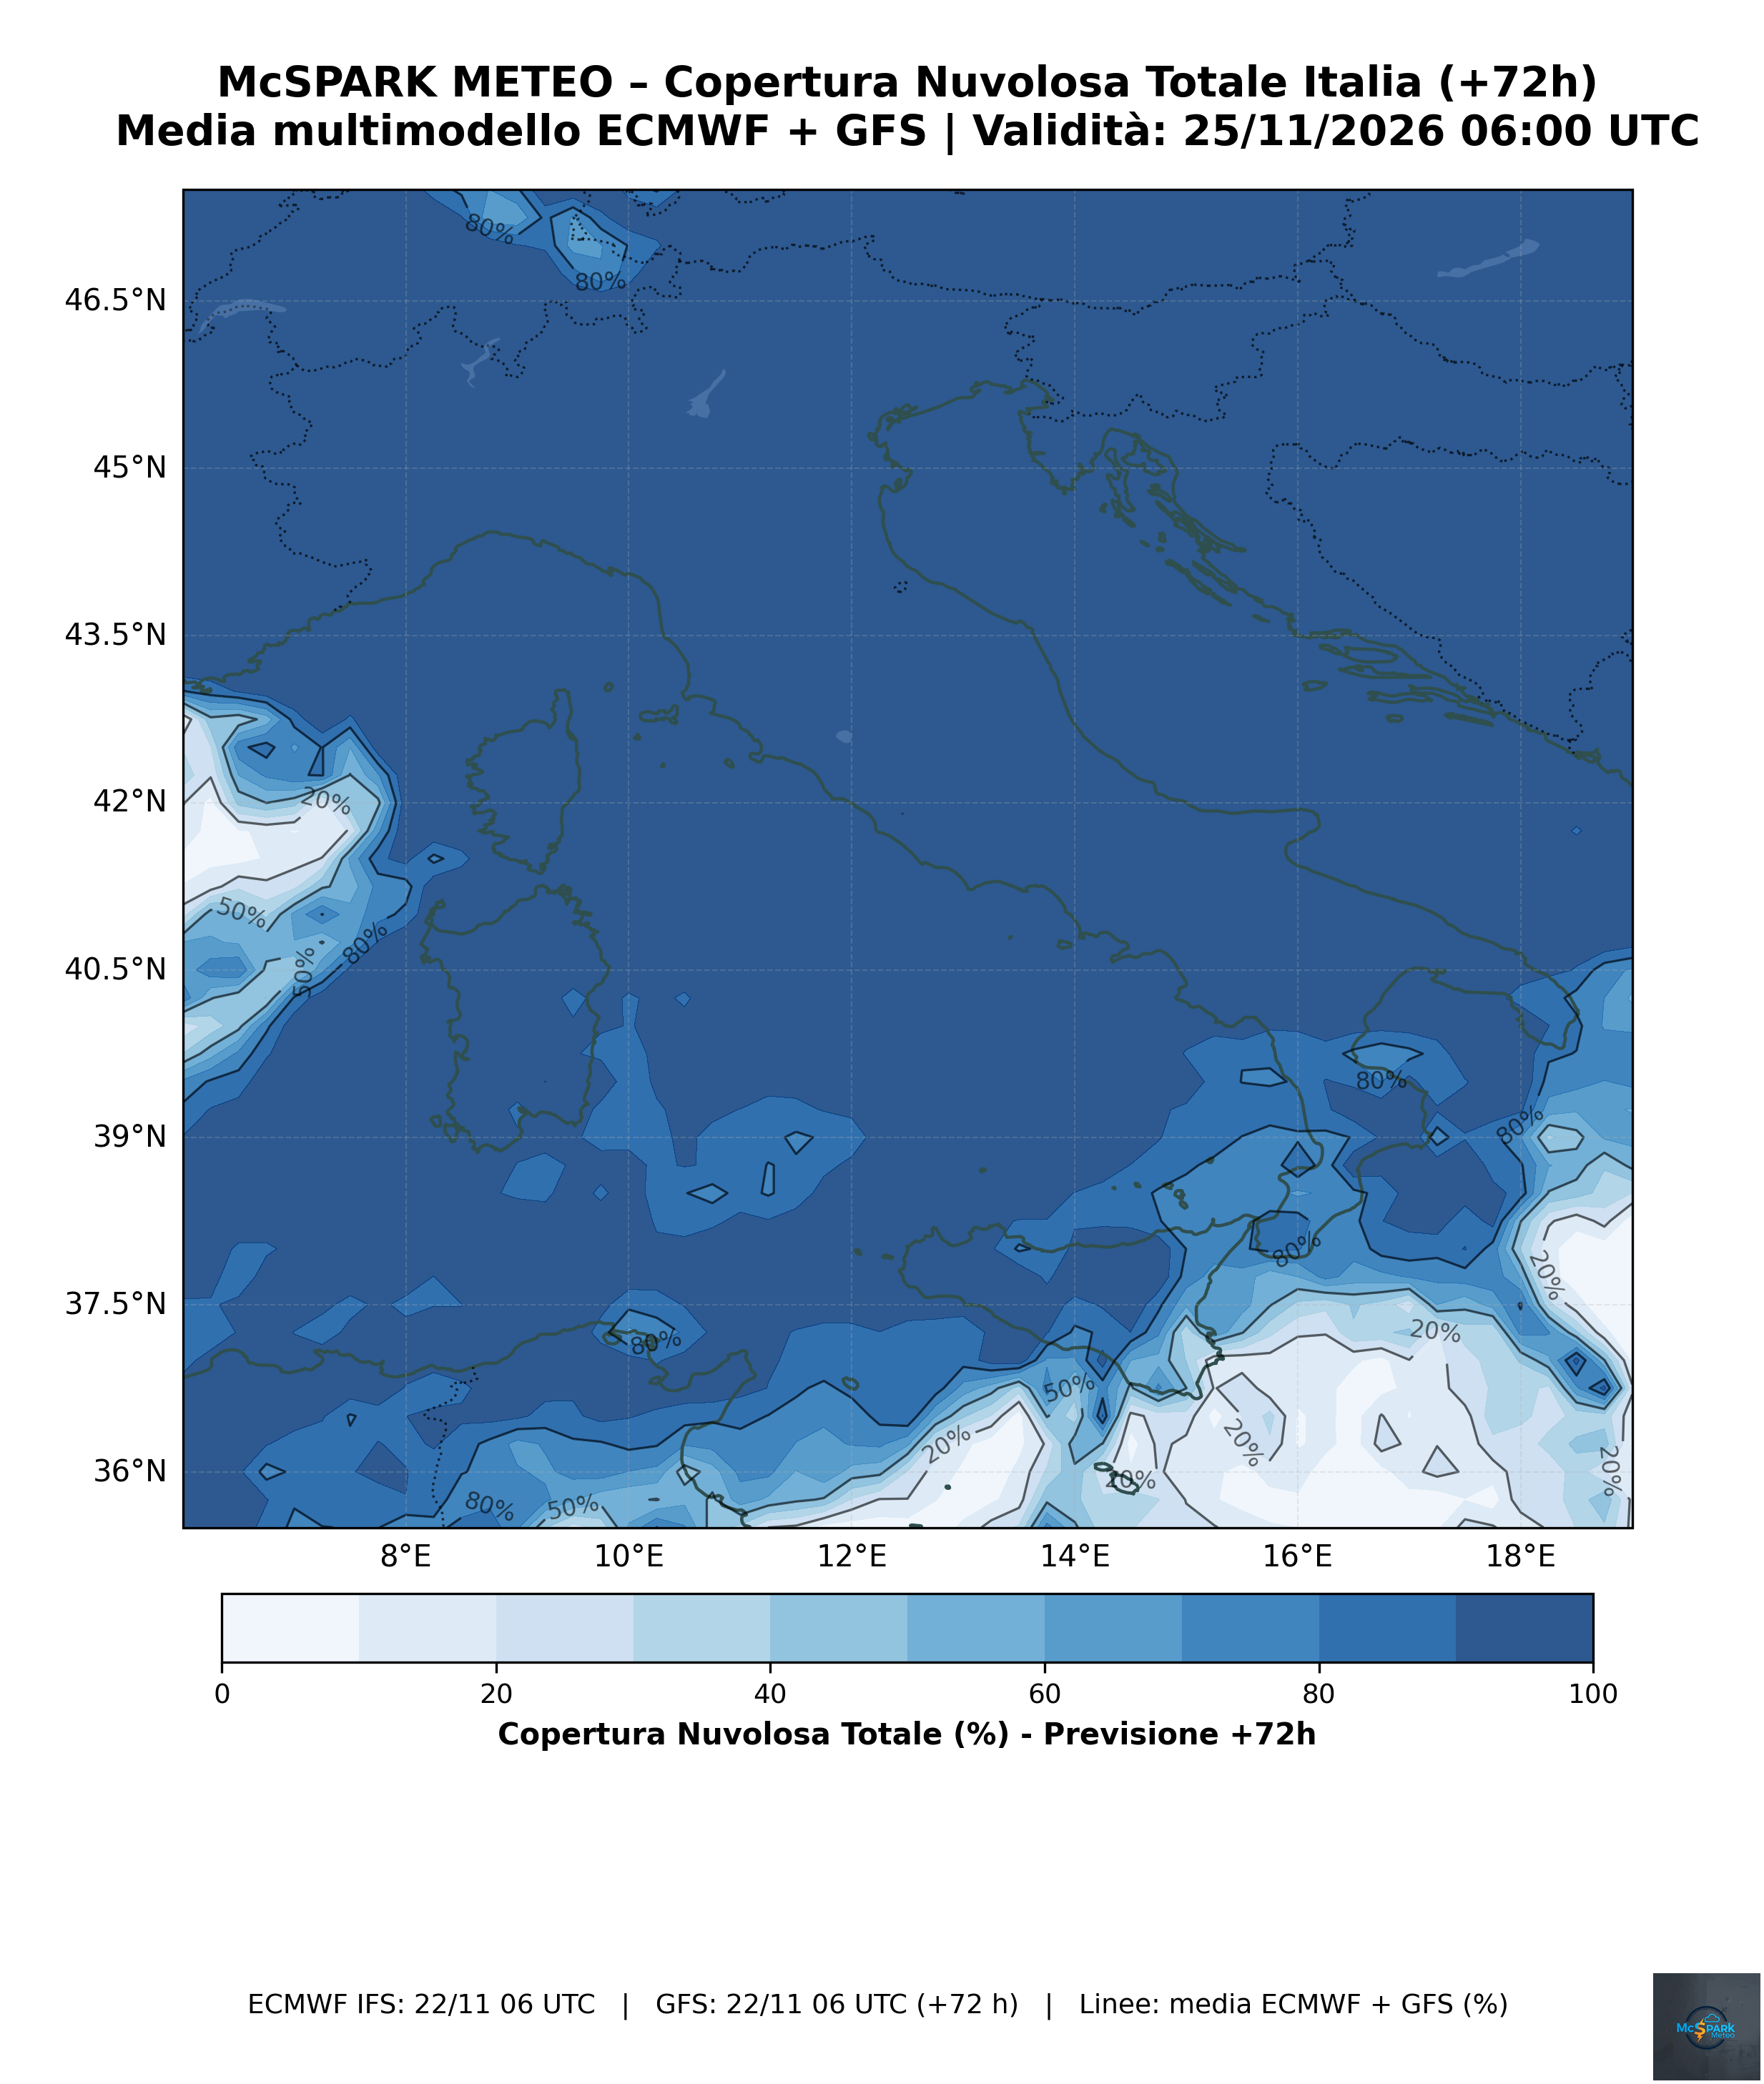 McSPARK METEO – Copertura Nuvolosa Totale Italia (+72h)
Media multimodello ECMWF + GFS | Validità: 25/11/2026 06:00 UTC
80%
80%
46.5°N
45°N
43.5°N
20%
42°N
50%
80%
50%
40.5°N
80%
80%
39°N
80%
20%
37.5°N
80%
20%
50%
20%
20%
20%
36°N
20%
80%
50%
8°E 10°E 12°E 14°E 16°E 18°E
0 20 40 60 80 100
Copertura Nuvolosa Totale (%) - Previsione +72h
ECMWF IFS: 22/11 06 UTC | GFS: 22/11 06 UTC (+72 h) | Linee: media ECMWF + GFS (%)
McSPARK
Meteo